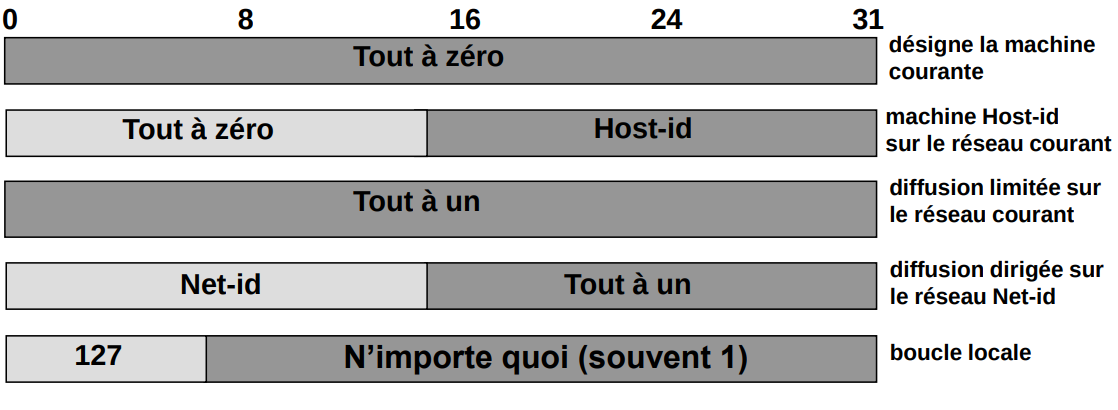 0 8 16 24 31
Tout à zéro
désigne la machine
courante
Tout à zéro
Host-id
machine Host-id
sur le réseau courant
Tout à un
diffusion limitée sur
le réseau courant
Net-id
Tout à un
diffusion dirigée sur
le réseau Net-id
127
N’importe quoi (souvent 1)
boucle locale